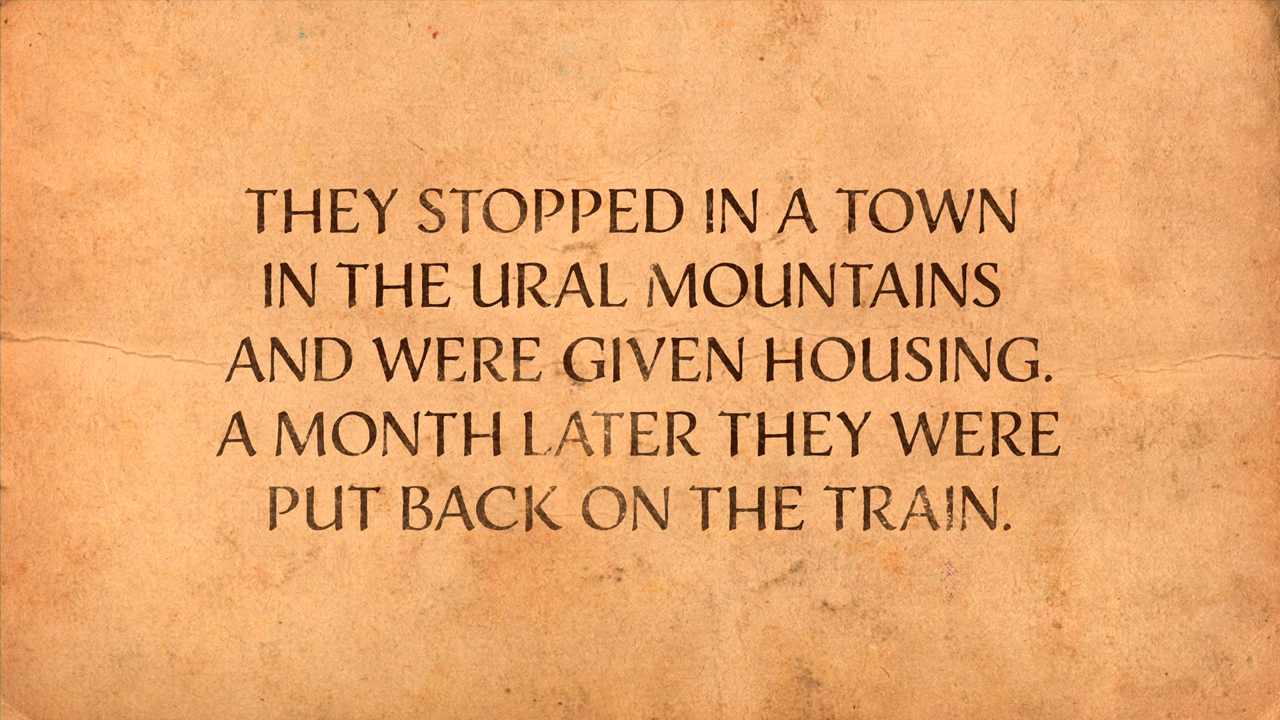 THEY STOPPED IN A TOWN
IN THE URAL MOUNTAINS
AND WERE GIVEN HOUSING.
A MONTH LATER THEY WERE
PUT BACK ON THE TRAIN.